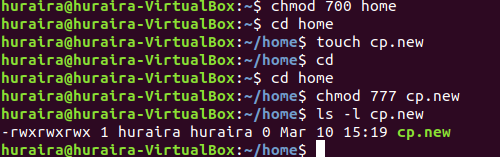 huraira@huraira-VirtualBox:~$ chmod 700 home
huraira@huraira-VirtualBox:~$ cd home
huraira@huraira-VirtualBox:~/home$ touch cp.new
huraira@huraira-VirtualBox:~/home$ cd
huraira@huraira-VirtualBox:~$ cd home
huraira@huraira-VirtualBox:~/home$ chmod 777 cp.new
huraira@huraira-VirtualBox:~/home$ ls -l cp.new
-rwxrwxrwx 1 huraira huraira 0 Mar 10 15:19 cp.new
huraira@huraira-VirtualBox:~/home$